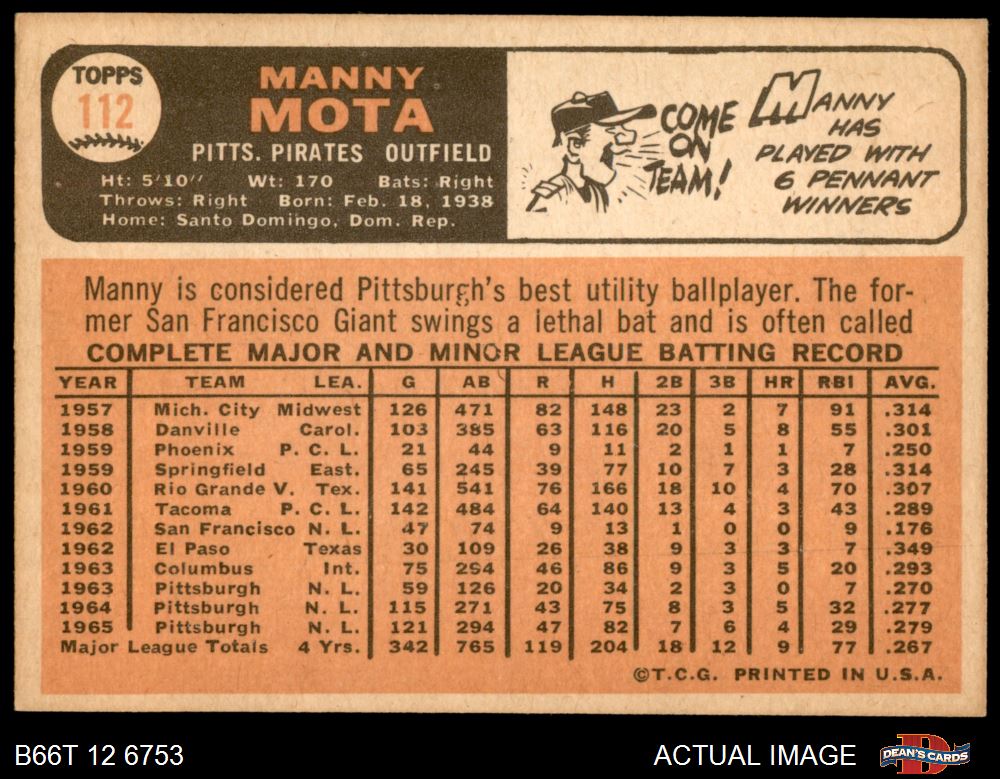 TOPPS
112
MANNY
MOTA
PITTS. PIRATES OUTFIELD
Ht: 5'10" Wt: 170 Bats: Right
Throws: Right Born: Feb. 18, 1938
Home: Santo Domingo, Dom. Rep.
COME
ON
TEAM!
MANNY
HAS
PLAYED WITH
6 PENNANT
WINNERS
Manny is considered Pittsburgh's best utility ballplayer. The for-
mer San Francisco Giant swings a lethal bat and is often called
COMPLETE MAJOR AND MINOR LEAGUE BATTING RECORD
YEAR TEAM LEA. G AB R H 2B 3B HR RBI AVG.
1957 Mich. City Midwest 126 471 82 148 23 2 7 91 .314
1958 Danville Carol. 103 385 63 116 20 5 8 55 .301
1959 Phoenix P. C. L. 21 44 9 11 2 1 1 7 .250
1959 Springfield East. 65 245 39 77 10 7 3 28 .314
1960 Rio Grande V. Tex. 141 541 76 166 18 10 4 70 .307
1961 Tacoma P. C. L. 142 484 64 140 13 4 3 43 .289
1962 San Francisco N. L. 47 74 9 13 1 0 0 9 .176
1962 El Paso Texas 30 109 26 38 9 3 3 7 .349
1963 Columbus Int. 75 294 46 86 9 3 5 20 .293
1963 Pittsburgh N. L. 59 126 20 34 2 3 0 7 .270
1964 Pittsburgh N. L. 115 271 43 75 8 3 5 32 .277
1965 Pittsburgh N. L. 121 294 47 82 7 6 4 29 .279
Major League Totals 4 Yrs. 342 765 119 204 18 12 9 77 .267
©T.C.G. PRINTED IN U.S.A.
B66T 12 6753
ACTUAL IMAGE
DEAN'S CARDS